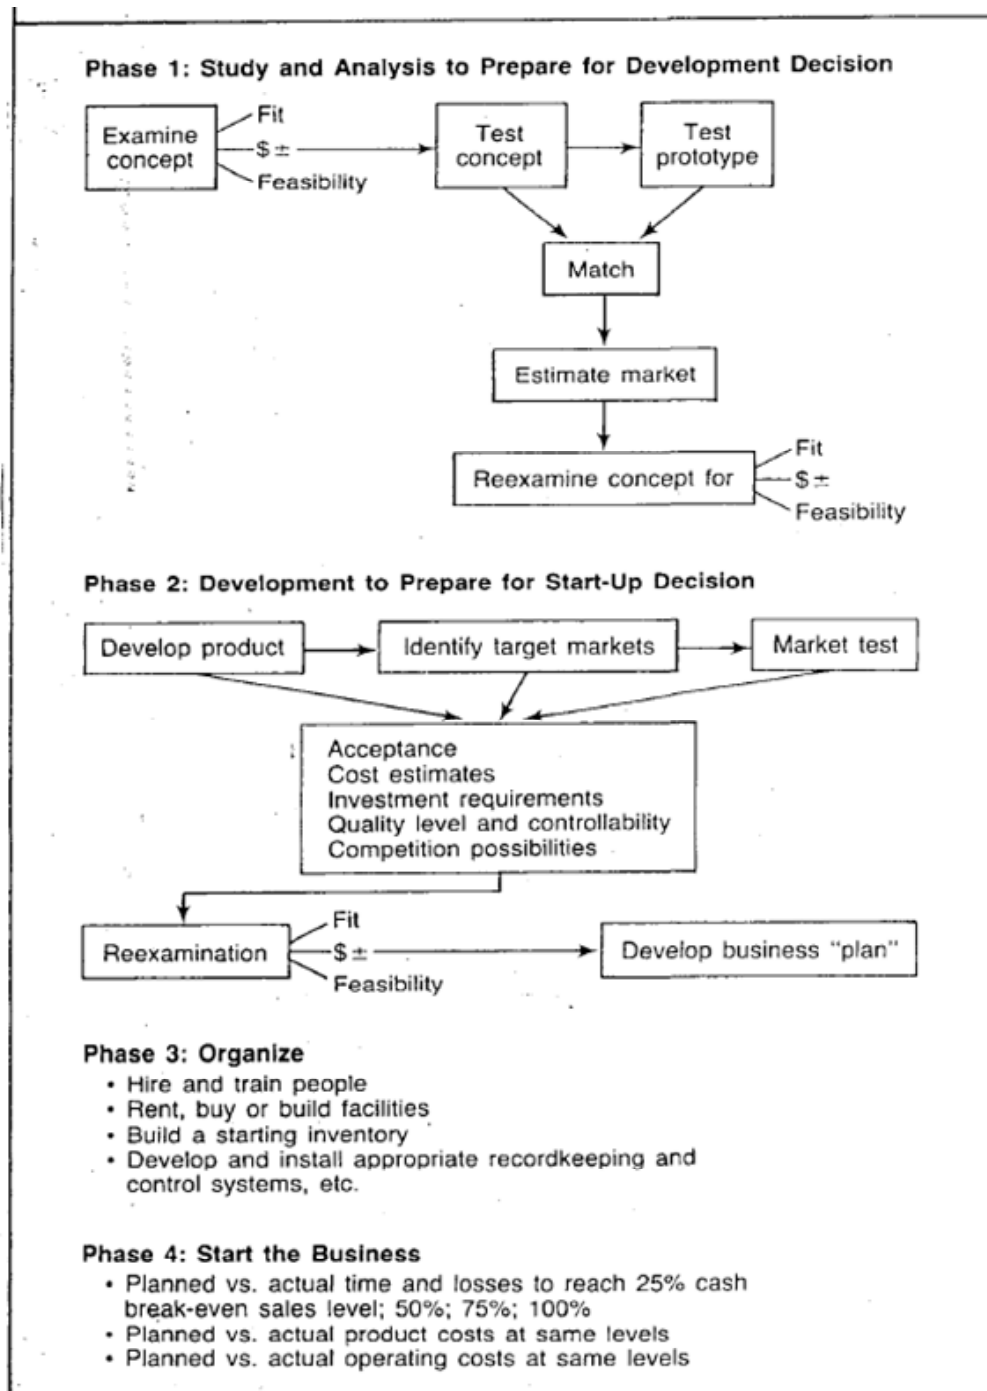 Phase 1: Study and Analysis to Prepare for Development Decision
Examine
concept
Fit
$ ±
Feasibility
Test
concept
Test
prototype
Match
Estimate market
Reexamine concept for
Fit
$ ±
Feasibility
Phase 2: Development to Prepare for Start-Up Decision
Develop product
Identify target markets
Market test
Acceptance
Cost estimates
Investment requirements
Quality level and controllability
Competition possibilities
Reexamination
Fit
$ ±
Feasibility
Develop business “plan”
Phase 3: Organize
• Hire and train people
• Rent, buy or build facilities
• Build a starting inventory
• Develop and install appropriate recordkeeping and
control systems, etc.
Phase 4: Start the Business
• Planned vs. actual time and losses to reach 25% cash
break-even sales level; 50%; 75%; 100%
• Planned vs. actual product costs at same levels
• Planned vs. actual operating costs at same levels